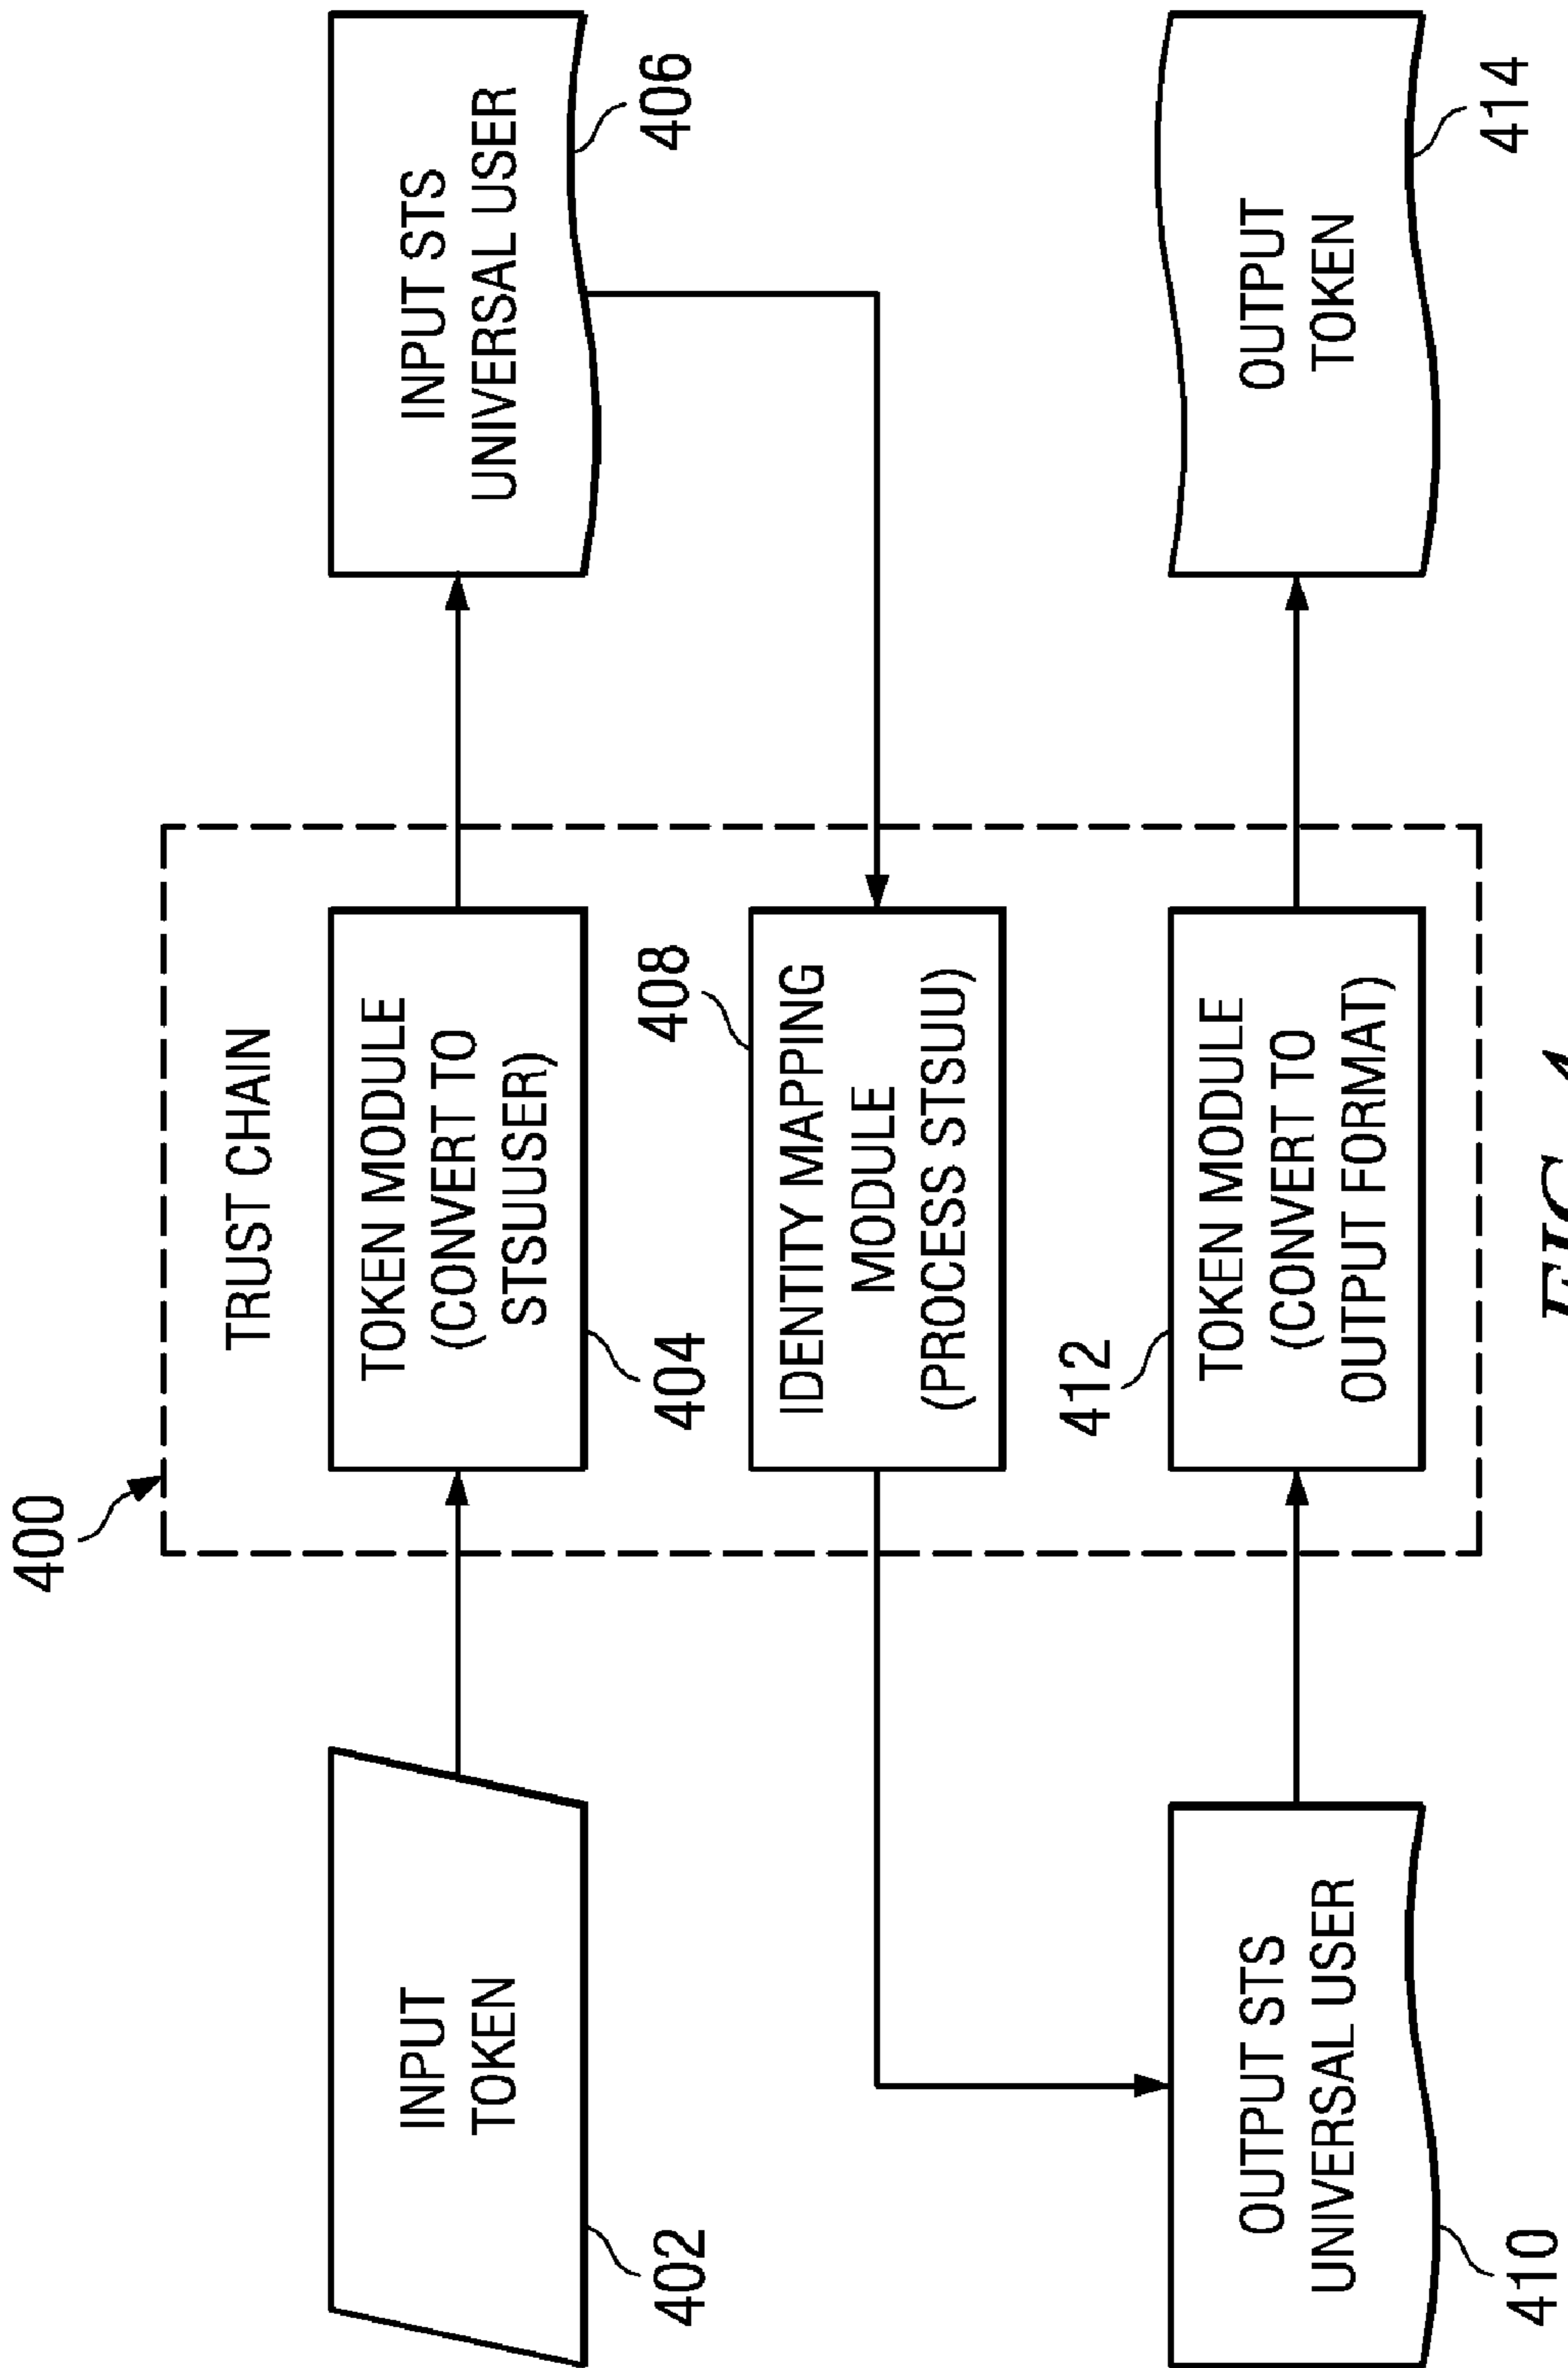 400
TRUST CHAIN
INPUT
TOKEN
402
TOKEN MODULE
(CONVERT TO
STSUUSER)
404
INPUT STS
UNIVERSAL USER
406
408
IDENTITY MAPPING
MODULE
(PROCESS STSUU)
OUTPUT STS
UNIVERSAL USER
410
412
TOKEN MODULE
(CONVERT TO
OUTPUT FORMAT)
OUTPUT
TOKEN
414
FIG. 4